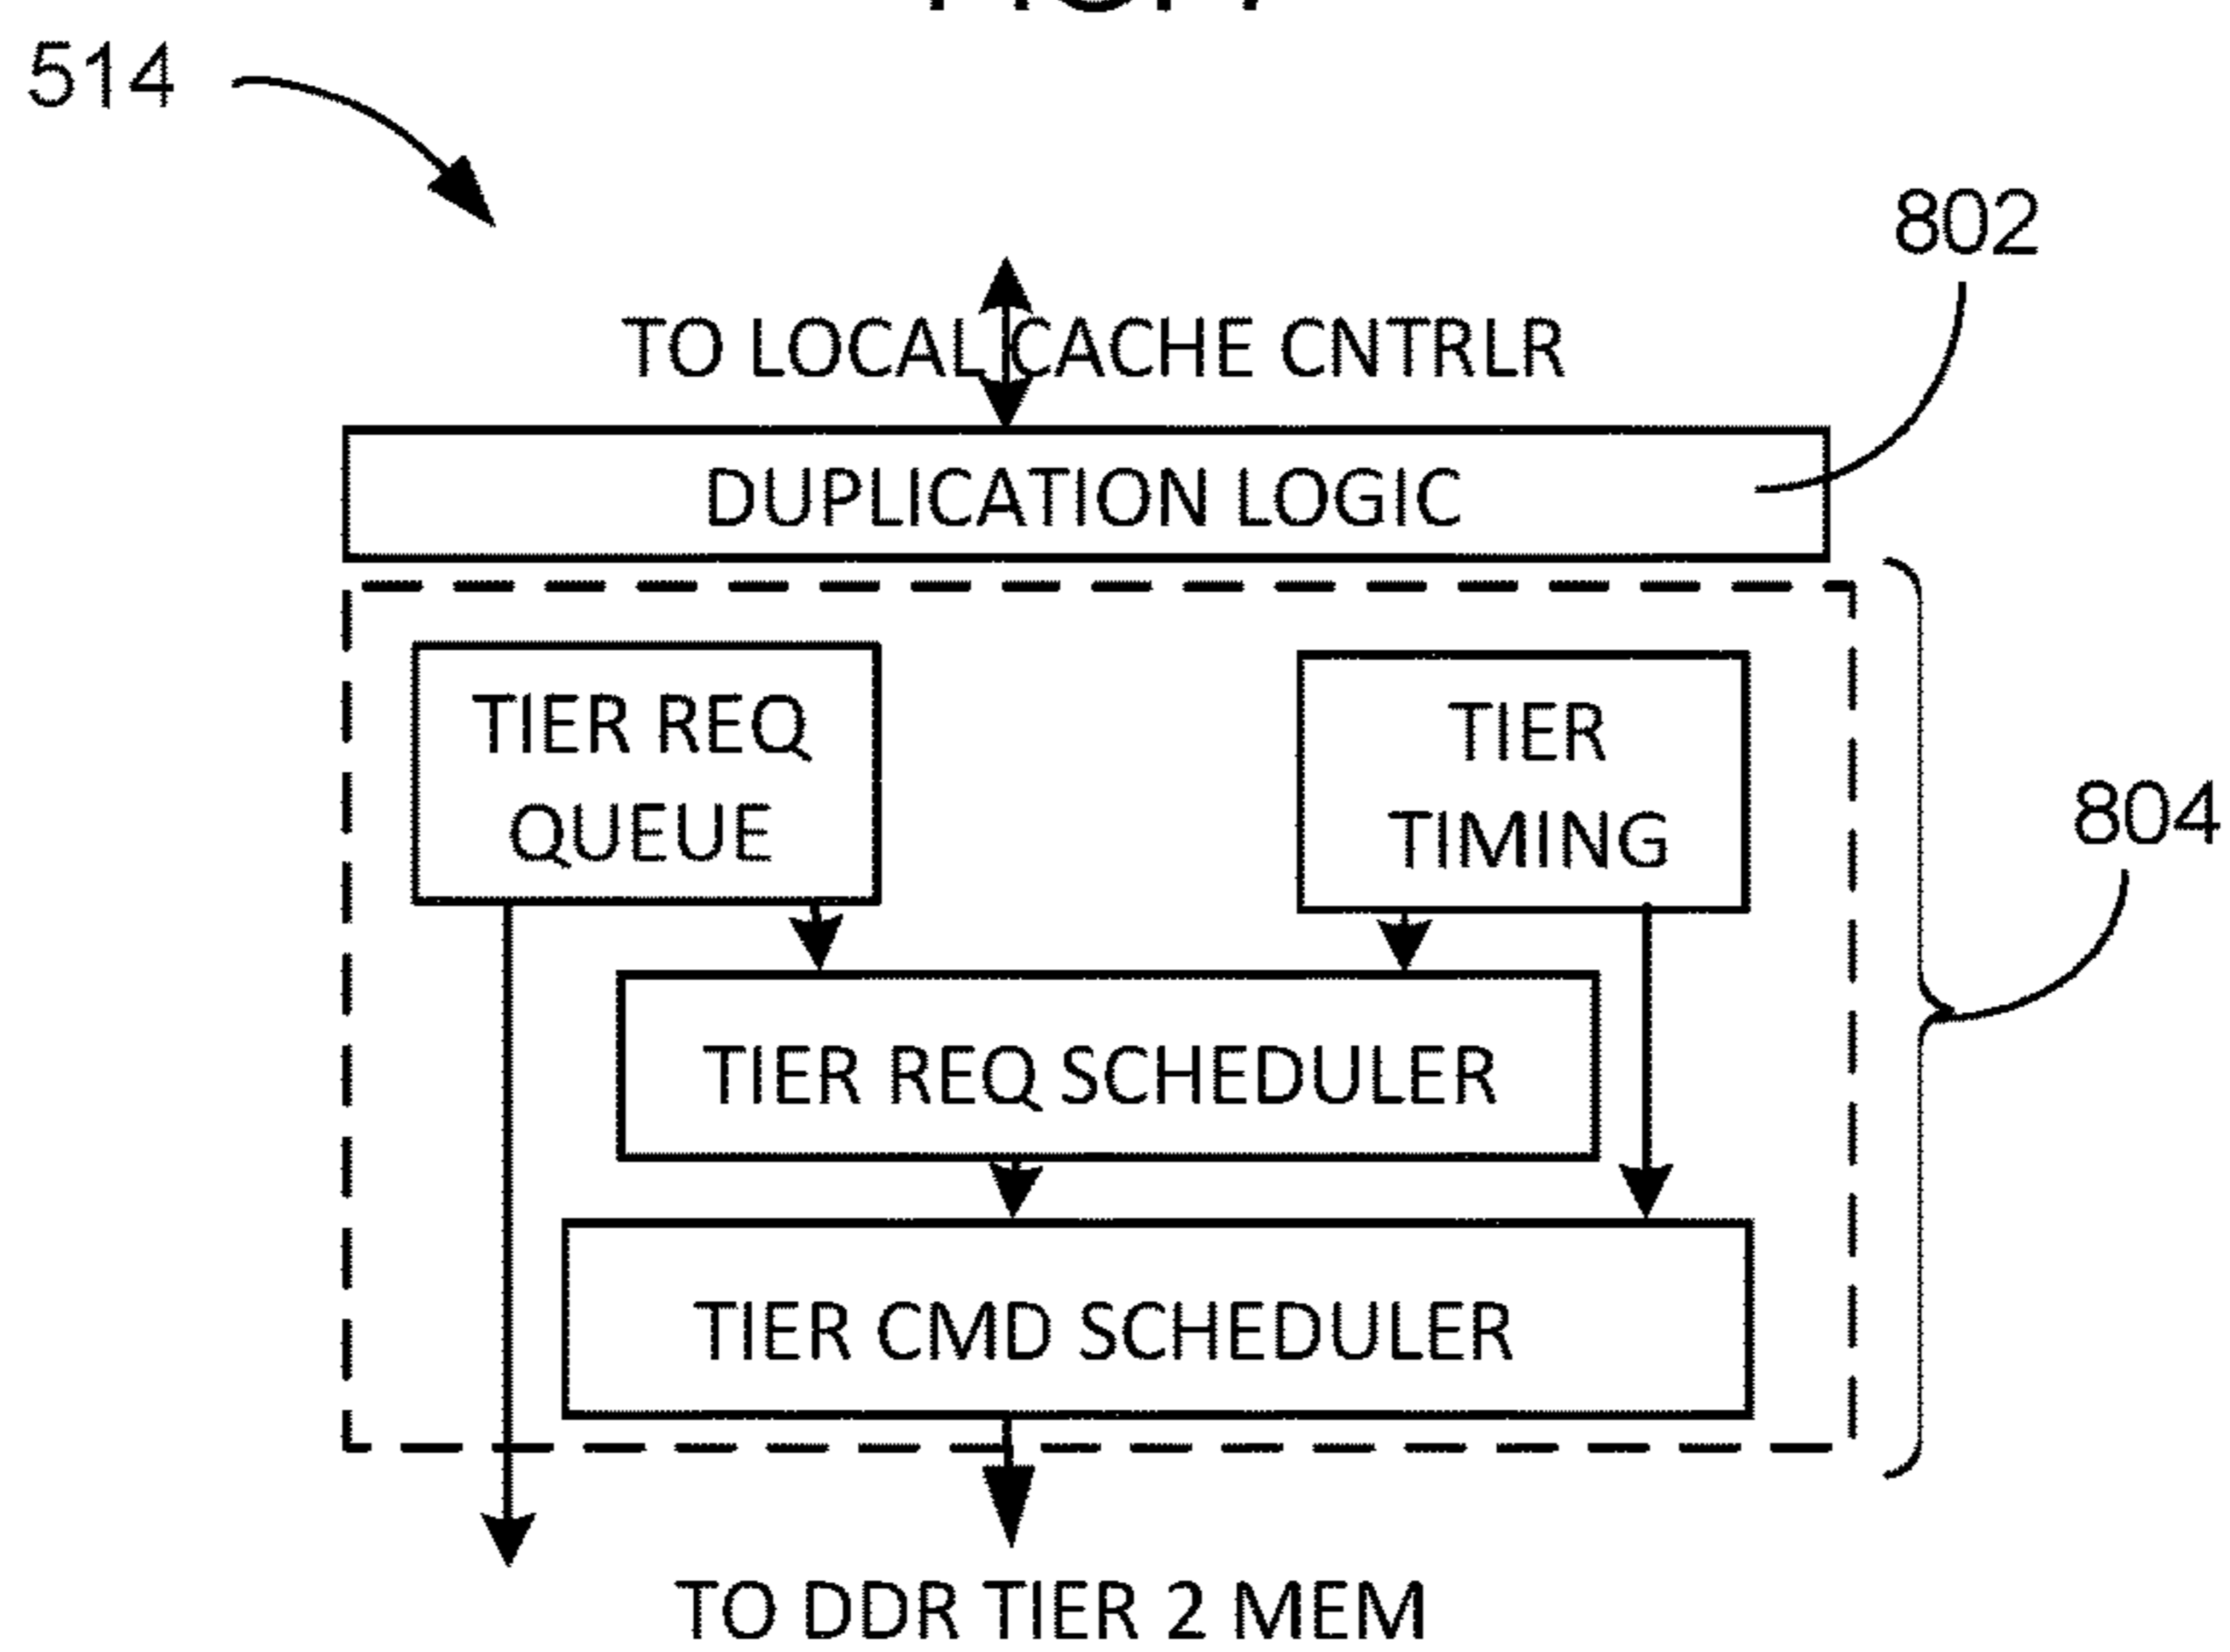 514
802
TO LOCAL CACHE CNTRLR
DUPLICATION LOGIC
TIER REQ
QUEUE
TIER
TIMING
804
TIER REQ SCHEDULER
TIER CMD SCHEDULER
TO DDR TIER 2 MEM